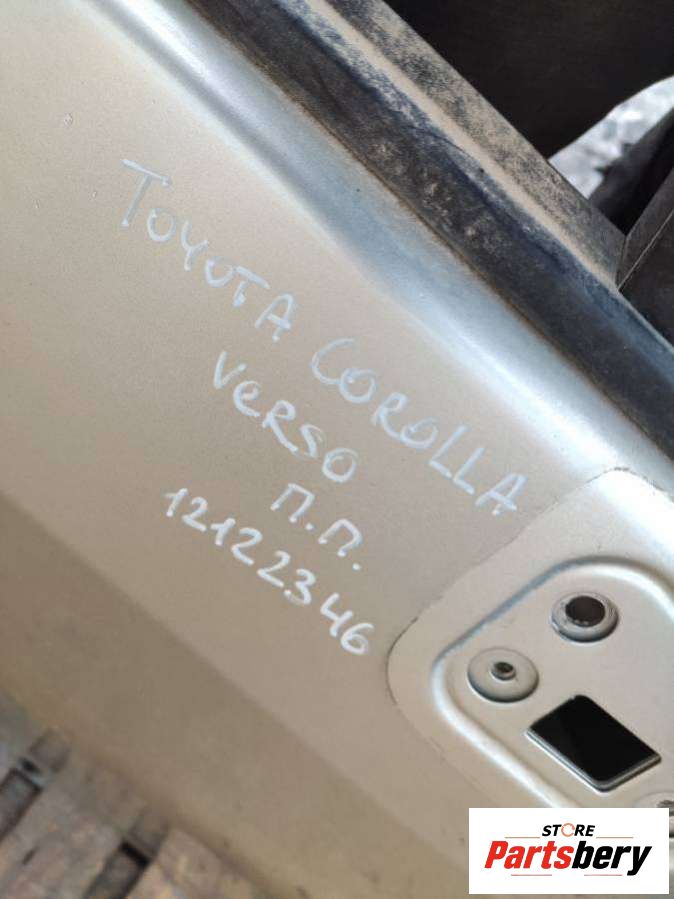 TOYOTA COROLLA
VERSO
П.П.
12122346
STORE
Partsbery